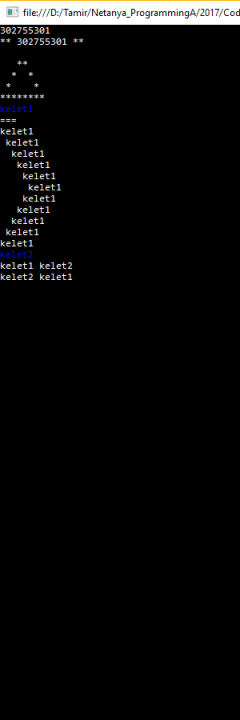 file:///D:/Tamir/Netanya_ProgrammingA/2017/Cod
302755301
** 302755301 **
   **
  *  *
 *    *
********
kelet1
===
kelet1
 kelet1
  kelet1
   kelet1
    kelet1
     kelet1
    kelet1
   kelet1
  kelet1
 kelet1
kelet1
kelet2
kelet1 kelet2
kelet2 kelet1